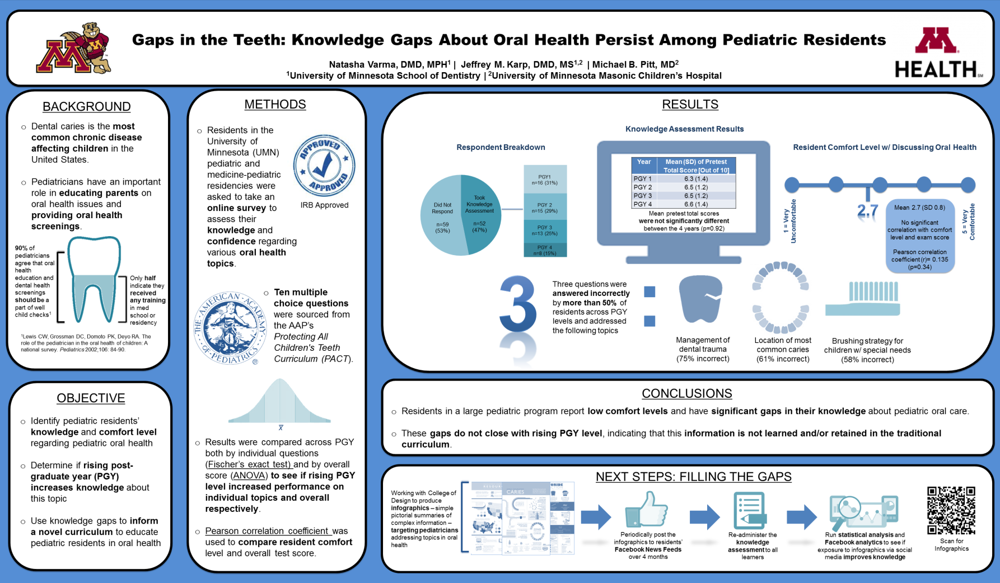 Gaps in the Teeth: Knowledge Gaps About Oral Health Persist Among Pediatric Residents
Natasha Varma, DMD, MPH1 | Jeffrey M. Karp, DMD, MS1,2 | Michael B. Pitt, MD2
1University of Minnesota School of Dentistry | 2University of Minnesota Masonic Children's Hospital
M
HEALTH SM
BACKGROUND
o Dental caries is the most
common chronic disease
affecting children in the
United States.
o Pediatricians have an important
role in educating parents on
oral health issues and
providing oral health
screenings.
90% of
pediatricians
agree that oral
health
education and
dental health
screenings
should be a
part of well
child checks1
Only half
indicate they
received
any training
in med
school or
residency
1Lewis CW, Grossman DC, Domoto PK, Deyo RA. The
role of the pediatrician in the oral health of children: A
national survey. Pediatrics 2002;106: 84-90.
OBJECTIVE
o Identify pediatric residents'
knowledge and comfort level
regarding pediatric oral health
o Determine if rising post-
graduate year (PGY)
increases knowledge about
this topic
o Use knowledge gaps to inform
a novel curriculum to educate
pediatric residents in oral health
METHODS
o Residents in the
University of
Minnesota (UMN)
pediatric and
medicine-pediatric
residencies were
asked to take an
online survey to
assess their
knowledge and
confidence regarding
various oral health
topics.
APPROVED
APPROVED
IRB Approved
THE · AMERICAN · ACADEMY · OF · PEDIATRICS ®
o Ten multiple
choice questions
were sourced from
the AAP's
Protecting All
Children's Teeth
Curriculum (PACT).
x̄
o Results were compared across PGY
both by individual questions
(Fischer's exact test) and by overall
score (ANOVA) to see if rising PGY
level increased performance on
individual topics and overall
respectively.
o Pearson correlation coefficient was
used to compare resident comfort
level and overall test score.
RESULTS
Respondent Breakdown
Did Not
Respond
n=59
(53%)
Took
Knowledge
Assessment
n=52
(47%)
PGY1
n=16 (31%)
PGY 2
n=15 (29%)
PGY 3
n=13 (25%)
PGY 4
n=8 (15%)
Knowledge Assessment Results
Year Mean (SD) of Pretest
Total Score [Out of 10]
PGY 1 6.3 (1.4)
PGY 2 6.5 (1.2)
PGY 3 6.5 (1.2)
PGY 4 6.6 (1.4)
Mean pretest total scores
were not significantly different
between the 4 years (p=0.92)
Resident Comfort Level w/ Discussing Oral Health
1 = Very
Uncomfortable
2.7
Mean 2.7 (SD 0.8)
No significant
correlation with comfort
level and exam score
Pearson correlation
coefficient (r)= 0.135
(p=0.34)
5 = Very
Comfortable
3
Three questions were
answered incorrectly
by more than 50% of
residents across PGY
levels and addressed
the following topics
Management of
dental trauma
(75% incorrect)
Location of most
common caries
(61% incorrect)
Brushing strategy for
children w/ special needs
(58% incorrect)
CONCLUSIONS
o Residents in a large pediatric program report low comfort levels and have significant gaps in their knowledge about pediatric oral care.
o These gaps do not close with rising PGY level, indicating that this information is not learned and/or retained in the traditional
curriculum.
NEXT STEPS: FILLING THE GAPS
Working with College of
Design to produce
infographics – simple
pictorial summaries of
complex information –
targeting pediatricians
addressing topics in oral
health
CARIES
Periodically post the
infographics to residents'
Facebook News Feeds
over 4 months
Re-administer the
knowledge
assessment to all
learners
Run statistical analysis and
Facebook analytics to see if
exposure to infographics via social
media improves knowledge
Scan for
Infographics